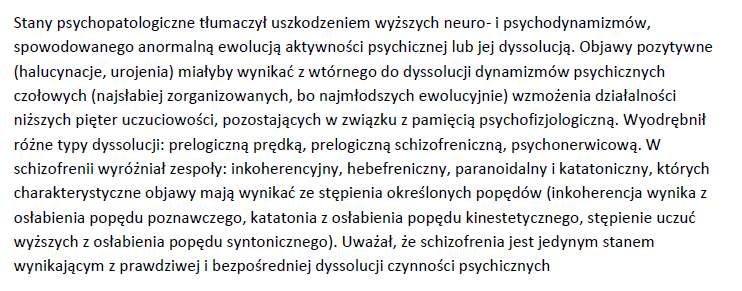 Stany psychopatologiczne tłumaczył uszkodzeniem wyższych neuro- i psychodynamizmów,
spowodowanego anormalną ewolucją aktywności psychicznej lub jej dyssolucją. Objawy pozytywne
(halucynacje, urojenia) miałyby wynikać z wtórnego do dyssolucji dynamizmów psychicznych
czołowych (najsłabiej zorganizowanych, bo najmłodszych ewolucyjnie) wzmożenia działalności
niższych pięter uczuciowości, pozostających w związku z pamięcią psychofizjologiczną. Wyodrębnił
różne typy dyssolucji: prelogiczną prędką, prelogiczną schizofreniczną, psychonerwicową. W
schizofrenii wyróżniał zespoły: inkoherencyjny, hebefreniczny, paranoidalny i katatoniczny, których
charakterystyczne objawy mają wynikać ze stępienia określonych popędów (inkoherencja wynika z
osłabienia popędu poznawczego, katatonia z osłabienia popędu kinestetycznego, stępienie uczuć
wyższych z osłabienia popędu syntonicznego). Uważał, że schizofrenia jest jedynym stanem
wynikającym z prawdziwej i bezpośredniej dyssolucji czynności psychicznych